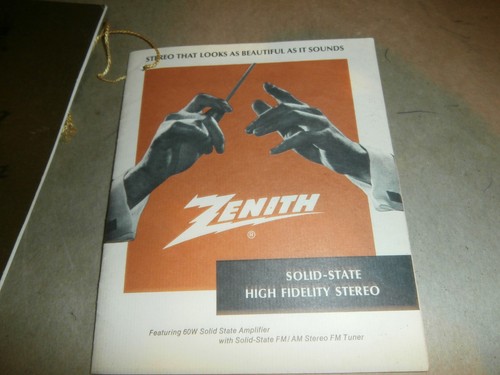 STEREO THAT LOOKS AS BEAUTIFUL AS IT SOUNDS
ZENITH
®
SOLID-STATE
HIGH FIDELITY STEREO
Featuring 60W Solid State Amplifier
with Solid-State FM/AM Stereo FM Tuner